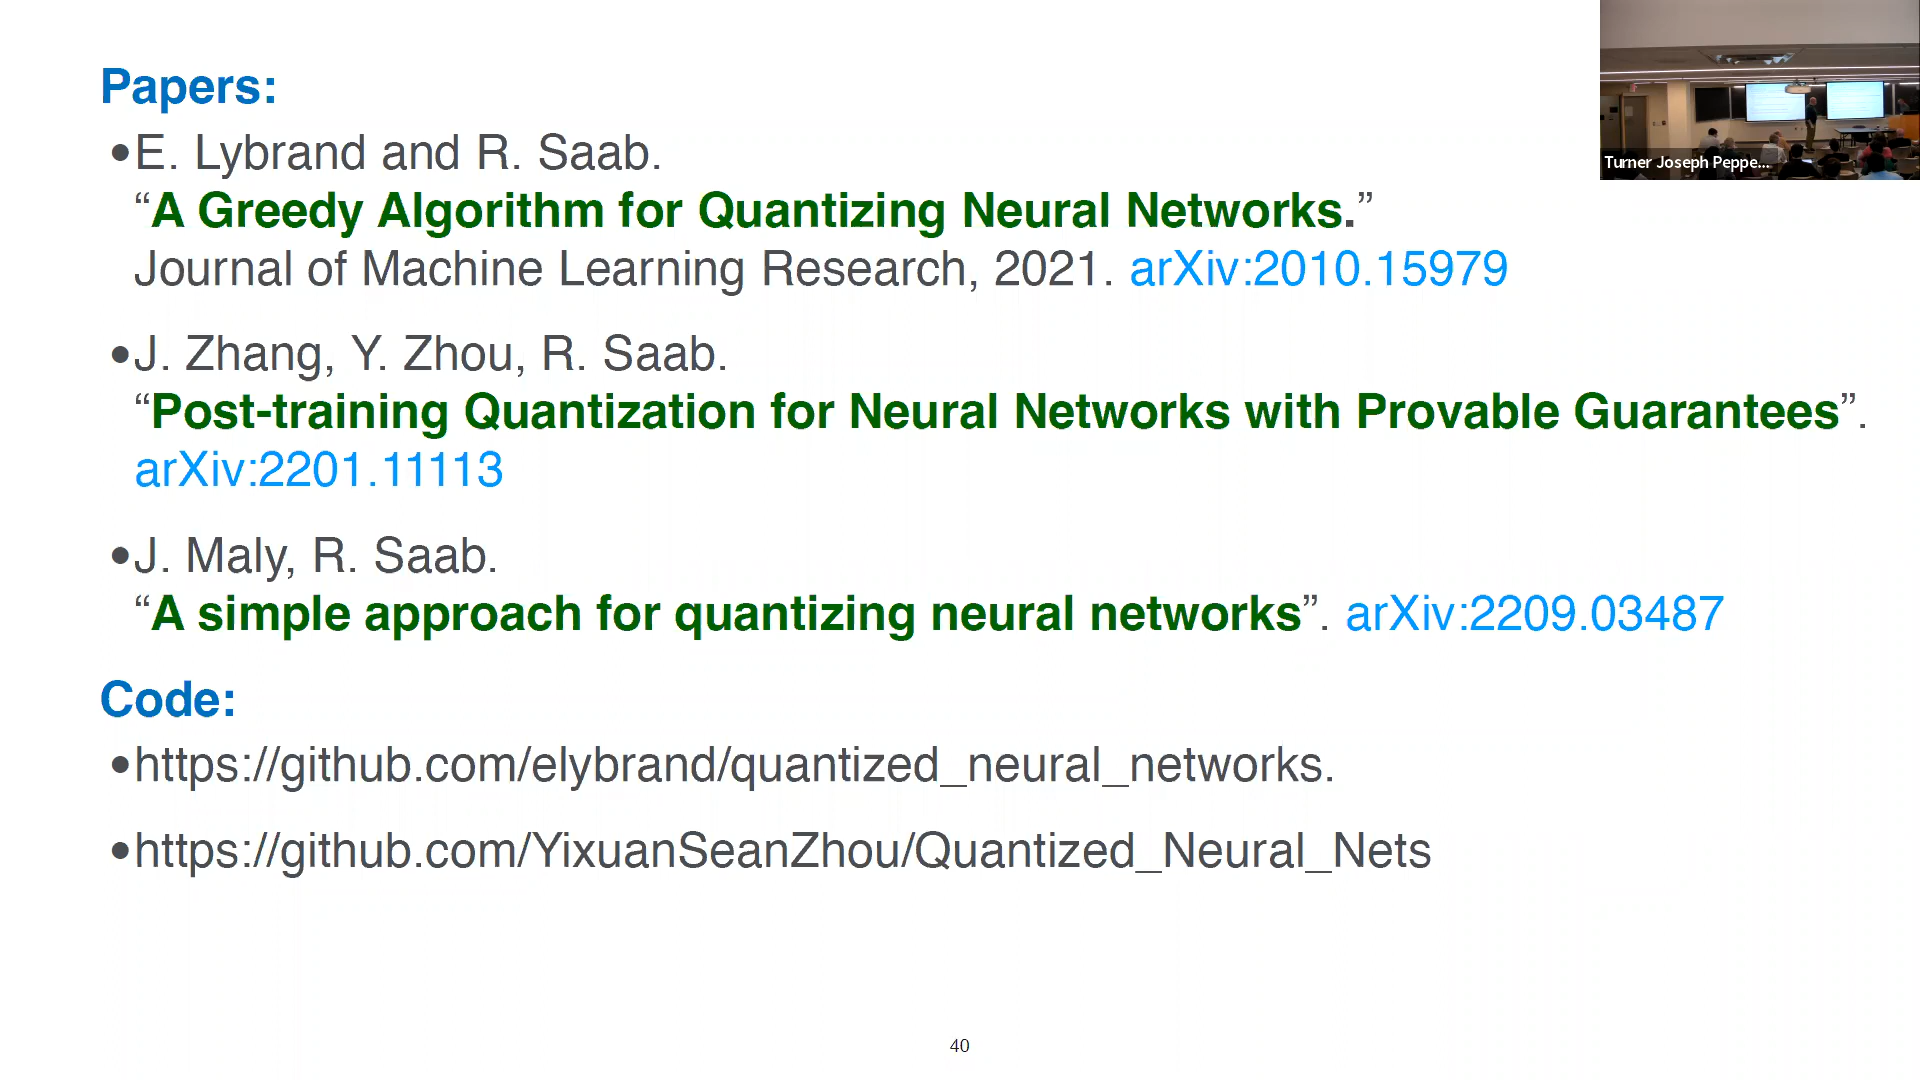 Papers:
•E. Lybrand and R. Saab.
“A Greedy Algorithm for Quantizing Neural Networks.”
Journal of Machine Learning Research, 2021. arXiv:2010.15979
•J. Zhang, Y. Zhou, R. Saab.
“Post-training Quantization for Neural Networks with Provable Guarantees”.
arXiv:2201.11113
•J. Maly, R. Saab.
“A simple approach for quantizing neural networks”. arXiv:2209.03487
Code:
•https://github.com/elybrand/quantized_neural_networks.
•https://github.com/YixuanSeanZhou/Quantized_Neural_Nets
40
Turner Joseph Peppe...